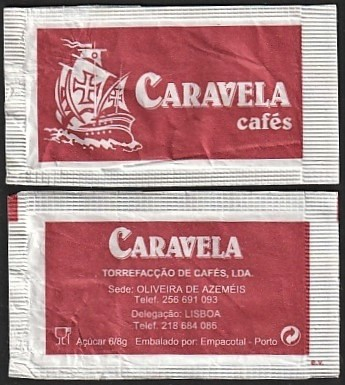 CARAVELA
cafés
CARAVELA
TORREFACÇÃO DE CAFÉS, LDA.
Sede: OLIVEIRA DE AZEMÉIS
Telef. 256 691 093
Delegação: LISBOA
Telef. 218 684 086
Açúcar 6/8g Embalado por: Empacotal - Porto